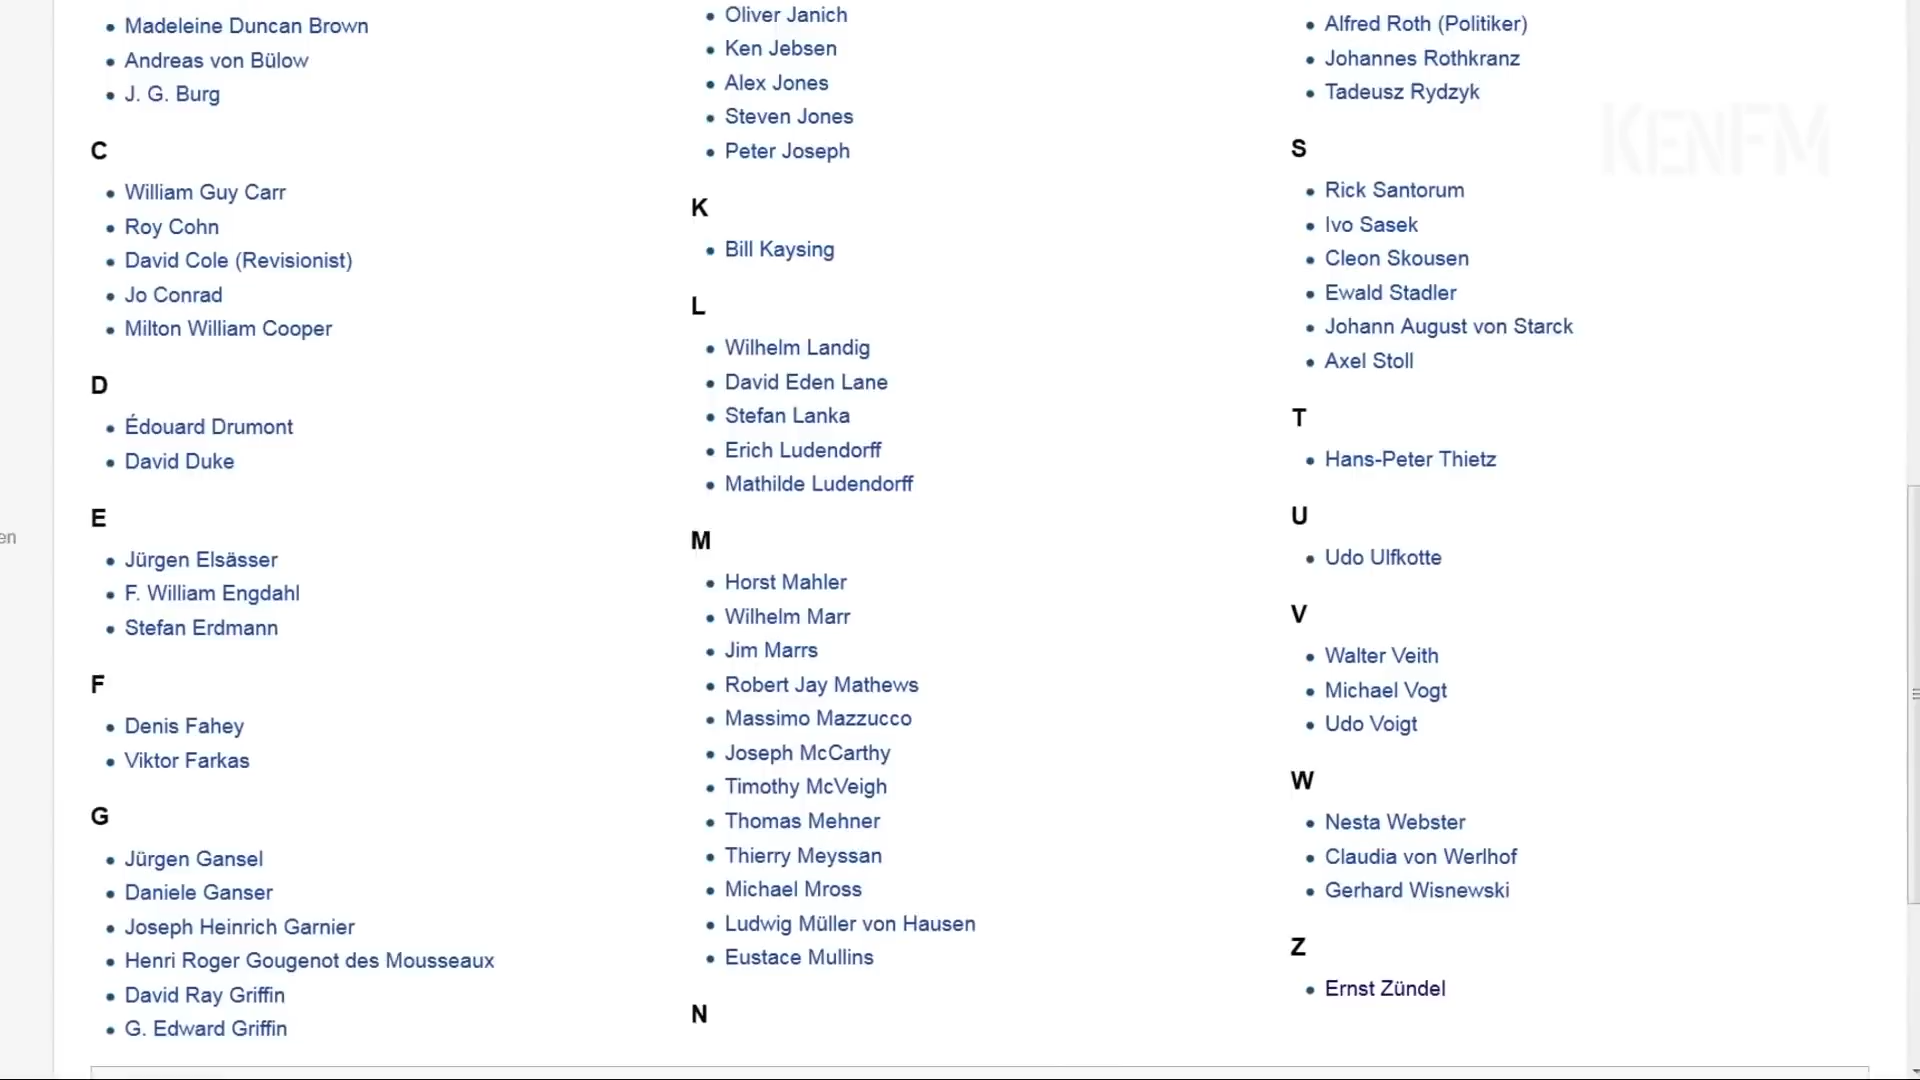 Madeleine Duncan Brown
Andreas von Bülow
J. G. Burg
C
William Guy Carr
Roy Cohn
David Cole (Revisionist)
Jo Conrad
Milton William Cooper
D
Édouard Drumont
David Duke
E
Jürgen Elsässer
F. William Engdahl
Stefan Erdmann
F
Denis Fahey
Viktor Farkas
G
Jürgen Gansel
Daniele Ganser
Joseph Heinrich Garnier
Henri Roger Gougenot des Mousseaux
David Ray Griffin
G. Edward Griffin
Oliver Janich
Ken Jebsen
Alex Jones
Steven Jones
Peter Joseph
K
Bill Kaysing
L
Wilhelm Landig
David Eden Lane
Stefan Lanka
Erich Ludendorff
Mathilde Ludendorff
M
Horst Mahler
Wilhelm Marr
Jim Marrs
Robert Jay Mathews
Massimo Mazzucco
Joseph McCarthy
Timothy McVeigh
Thomas Mehner
Thierry Meyssan
Michael Mross
Ludwig Müller von Hausen
Eustace Mullins
N
Alfred Roth (Politiker)
Johannes Rothkranz
Tadeusz Rydzyk
S
Rick Santorum
Ivo Sasek
Cleon Skousen
Ewald Stadler
Johann August von Starck
Axel Stoll
T
Hans-Peter Thietz
U
Udo Ulfkotte
V
Walter Veith
Michael Vogt
Udo Voigt
W
Nesta Webster
Claudia von Werlhof
Gerhard Wisnewski
Z
Ernst Zündel
KENFM
en